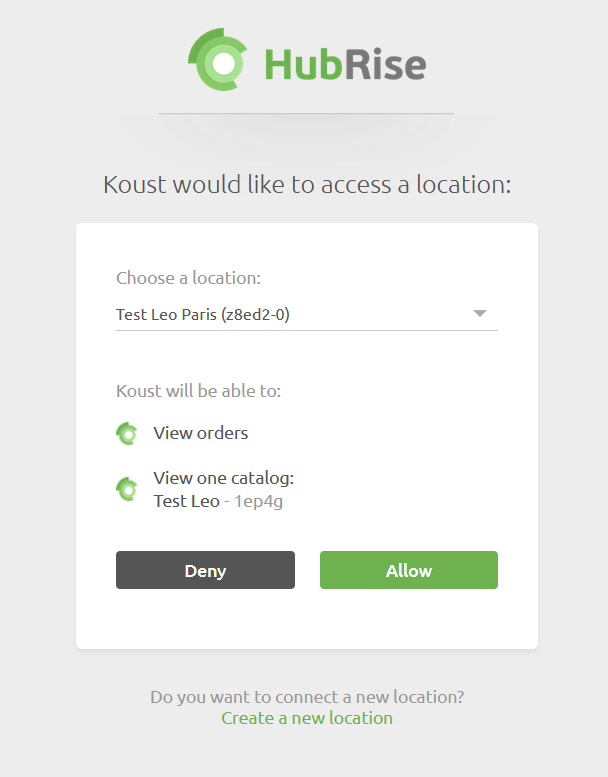 HubRise
Koust would like to access a location:
Choose a location:
Test Leo Paris (z8ed2-0)
Koust will be able to:
View orders
View one catalog:
Test Leo - 1ep4g
Deny
Allow
Do you want to connect a new location?
Create a new location